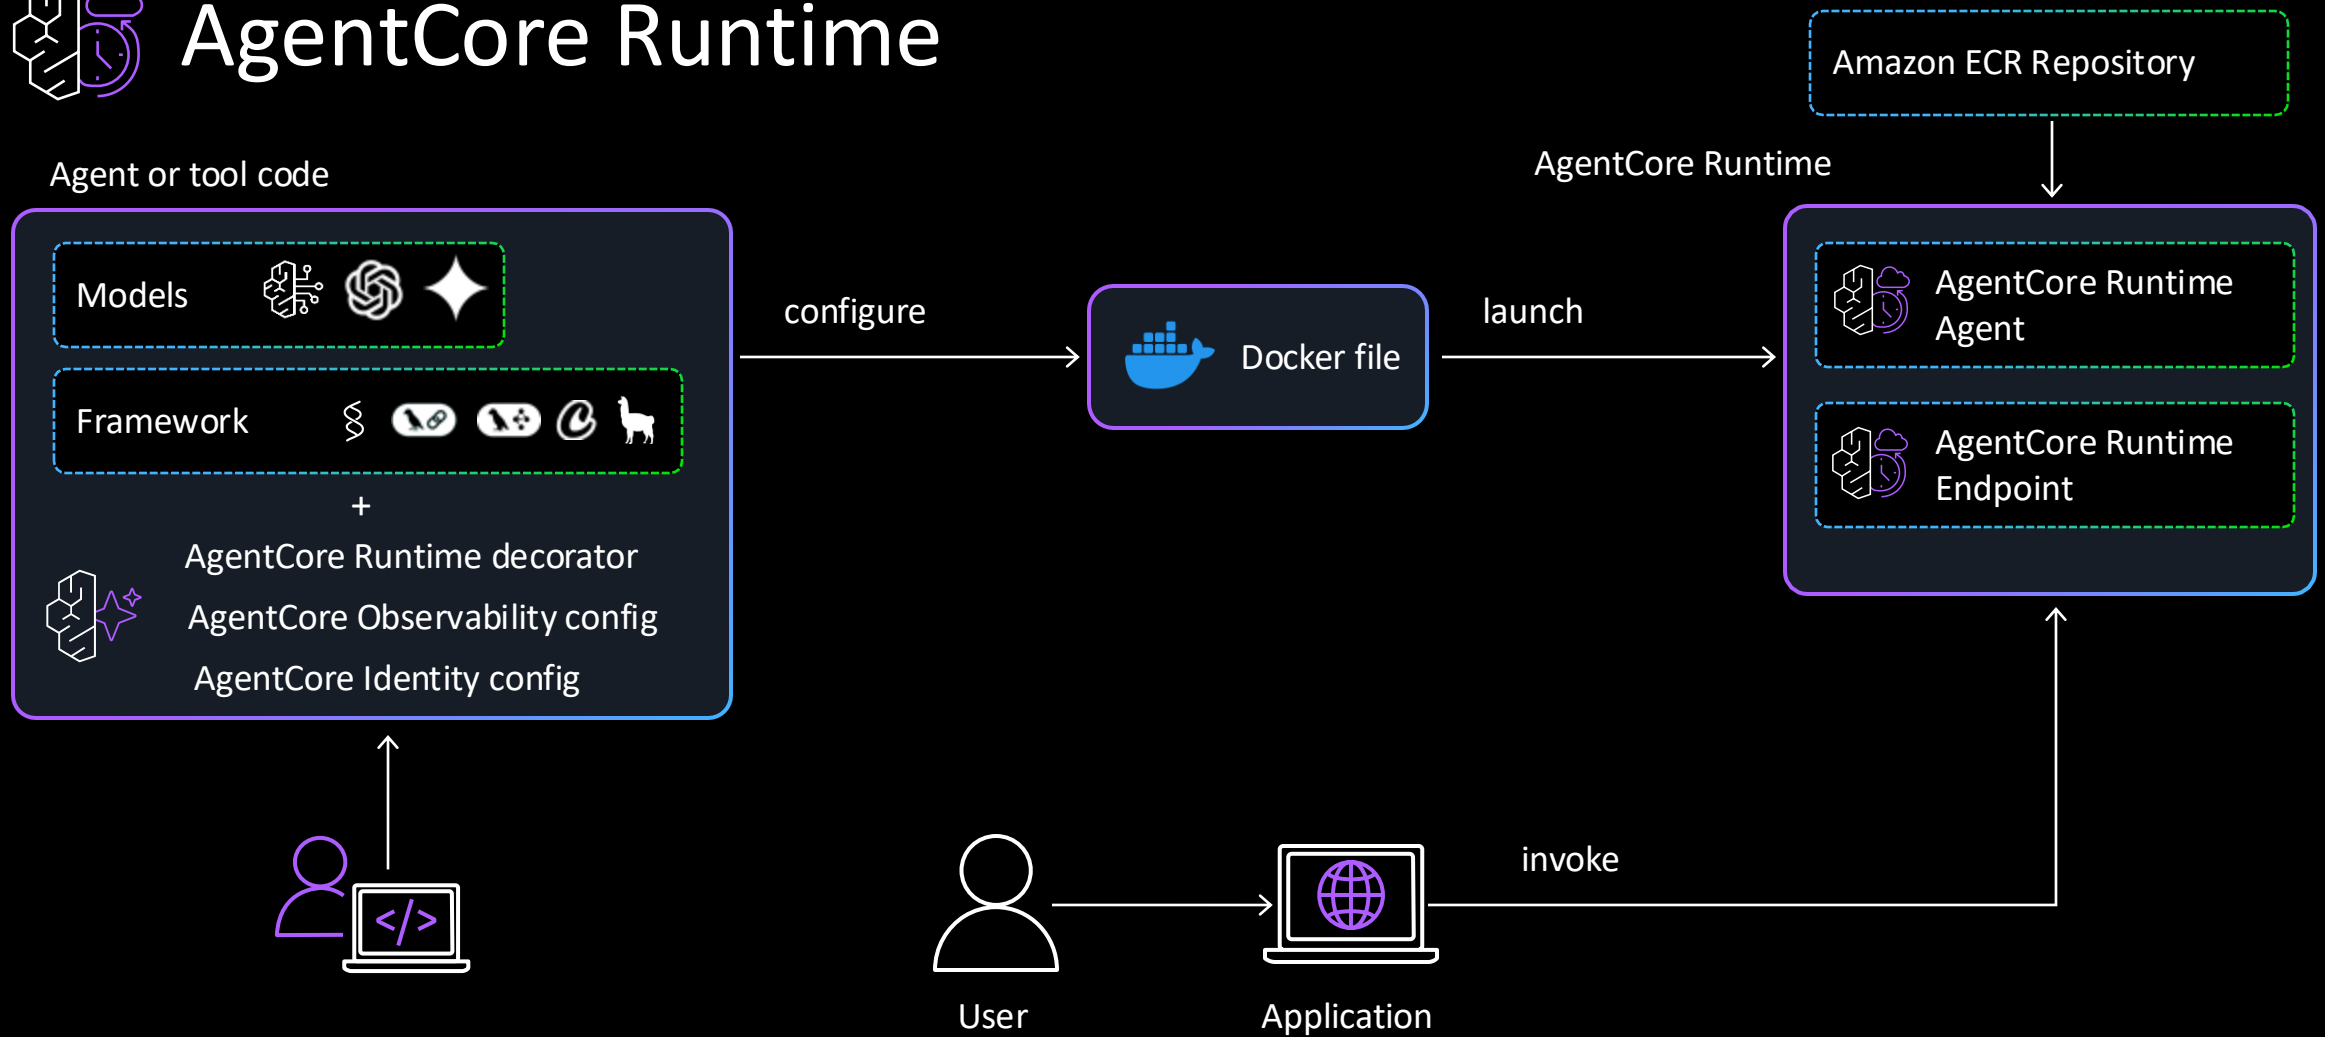 AgentCore Runtime
Amazon ECR Repository
Agent or tool code
AgentCore Runtime
Models
Framework
+
AgentCore Runtime decorator
AgentCore Observability config
AgentCore Identity config
configure
Docker file
launch
AgentCore Runtime
Agent
AgentCore Runtime
Endpoint
</>
User
Application
invoke